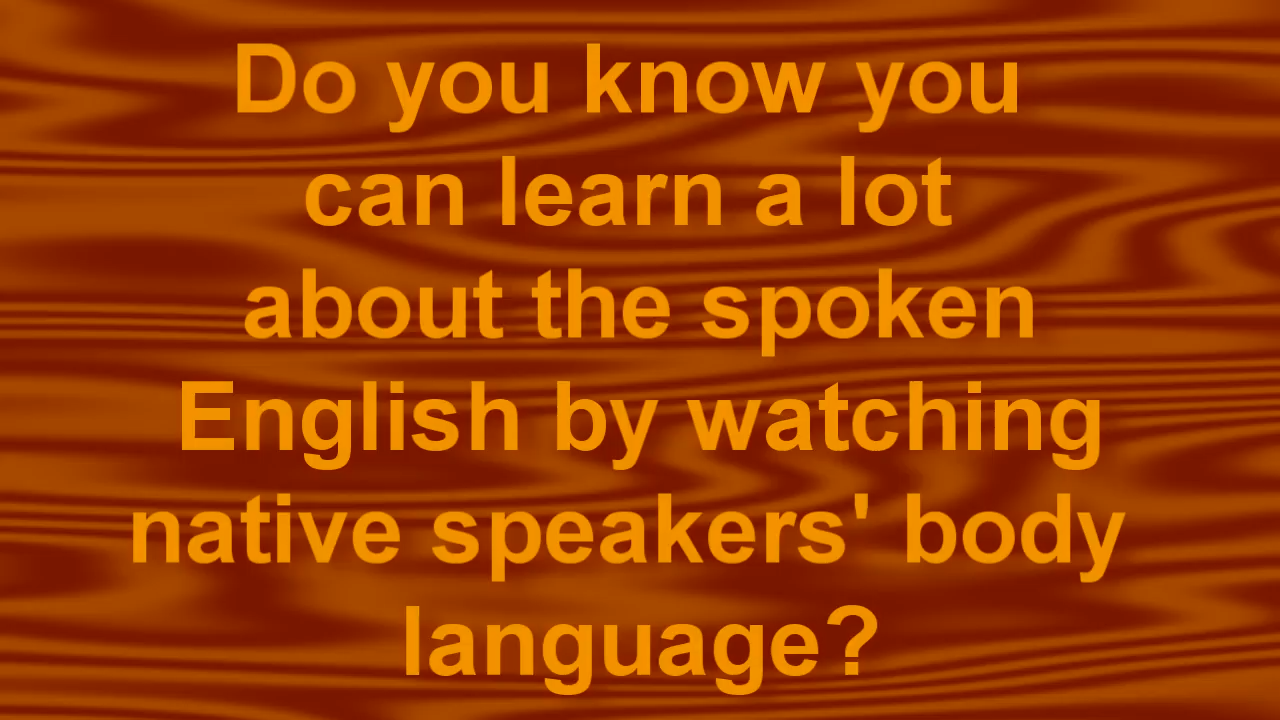 Do you know you
can learn a lot
about the spoken
English by watching
native speakers' body
language?